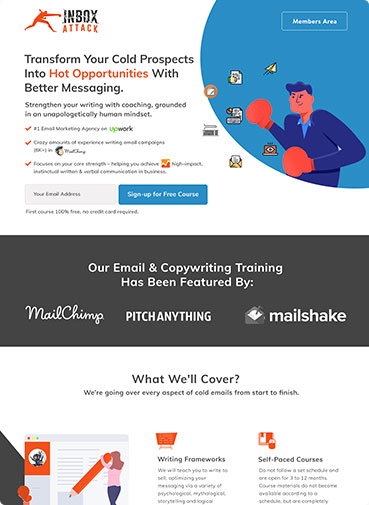 INBOX
ATTACK
Members Area
Transform Your Cold Prospects
Into Hot Opportunities With
Better Messaging.
Strengthen your writing with coaching, grounded
in an unapologetically human mindset.
#1 Email Marketing Agency on upwork
Crazy amounts of experience writing email campaigns
(6K+) in MailChimp
Focuses on your core strength – helping you achieve high-impact,
instinctual written & verbal communication in business.
Your Email Address
Sign-up for Free Course
First course 100% free, no credit card required.
Our Email & Copywriting Training
Has Been Featured By:
MailChimp
PITCH ANYTHING
mailshake
What We'll Cover?
We're going over every aspect of cold emails from start to finish.
Writing Frameworks
We will teach you to write to
sell, optimizing your
messaging via a variety of
psychological, mythological,
storytelling and logical
Self-Paced Courses
Do not follow a set schedule and
are open for 3 to 12 months.
Course materials do not become
available according to a
schedule, but are completely